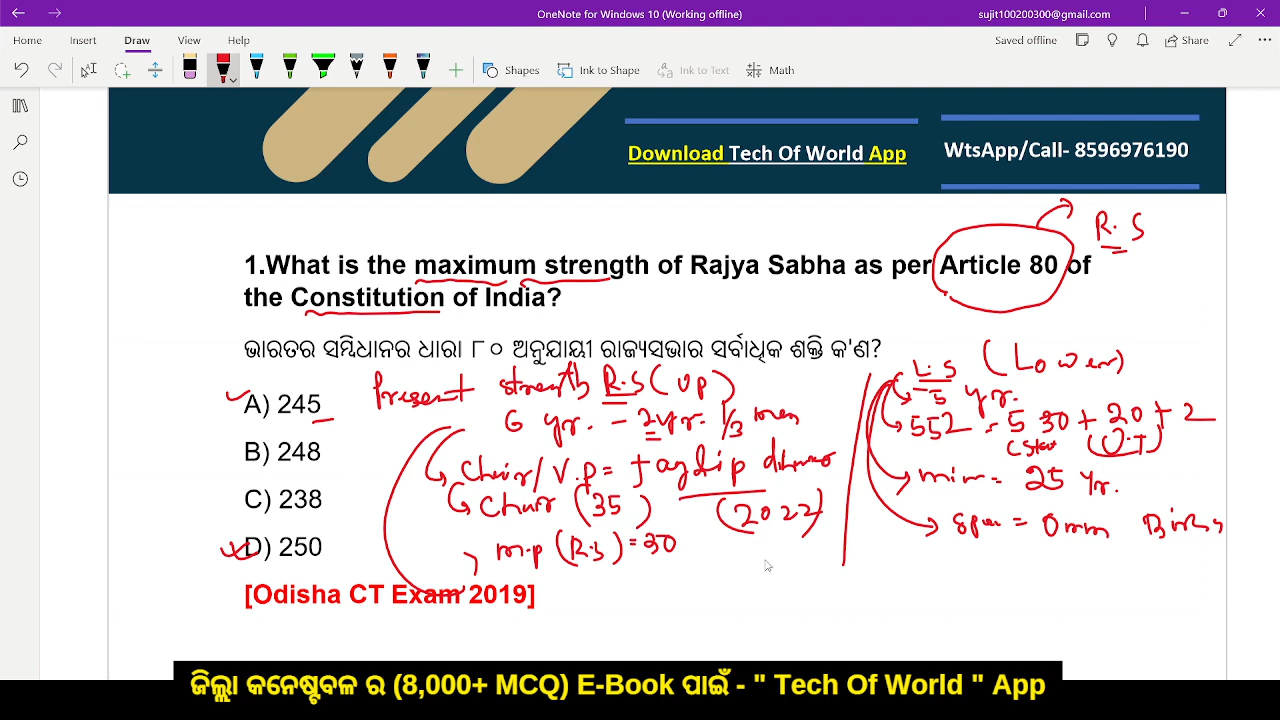 OneNote for Windows 10 (Working offline)
sujit100200300@gmail.com
Home Insert Draw View Help
Saved offline
Share
Shapes
Ink to Shape
Ink to Text
Math
Download Tech Of World App
WtsApp/Call- 8596976190
R.S
1.What is the maximum strength of Rajya Sabha as per Article 80 of
the Constitution of India?
ଭାରତର ସମ୍ବିଧାନର ଧାରା ୮୦ ଅନୁଯାୟୀ ରାଜ୍ୟସଭାର ସର୍ବାଧିକ ଶକ୍ତି କ'ଣ?
A) 245
B) 248
C) 238
D) 250
Present strength R.S (Up)
6 yr. - 2yr. 1/3 mem
Chair/V.p =
Chair (35)
(2022)
m.p (R.S) = 30
L.S (Lower)
5 yr.
552 = 530 + 20 + 2
(U.T)
min = 25 yr.
= Omm Birla
[Odisha CT Exam 2019]
ଜିଲ୍ଲା କନେଷ୍ଟବଳ ର (8,000+ MCQ) E-Book ପାଇଁ - " Tech Of World " App